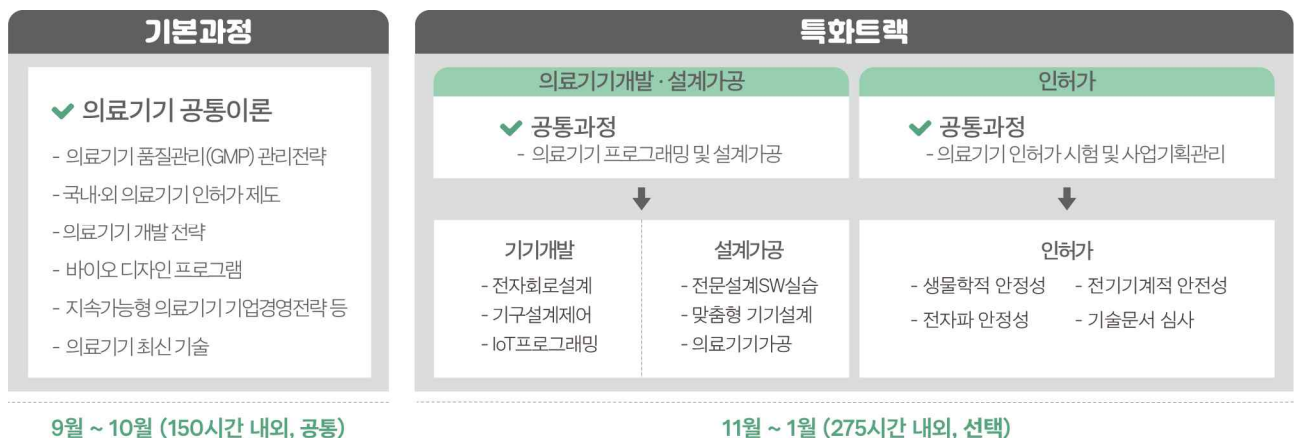 기본과정
✔ 의료기기 공통이론
- 의료기기 품질관리(GMP) 관리전략
- 국내·외 의료기기 인허가 제도
- 의료기기 개발 전략
- 바이오 디자인 프로그램
- 지속가능형 의료기기 기업경영전략 등
- 의료기기 최신 기술
9월 ~ 10월 (150시간 내외, 공통)
특화트랙
의료기기개발 · 설계가공
✔ 공통과정
- 의료기기 프로그래밍 및 설계가공
기기개발
- 전자회로설계
- 기구설계제어
- IoT프로그래밍
설계가공
- 전문설계SW실습
- 맞춤형 기기설계
- 의료기기가공
인허가
✔ 공통과정
- 의료기기 인허가 시험 및 사업기획관리
인허가
- 생물학적 안정성 - 전기기계적 안전성
- 전자파 안정성 - 기술문서 심사
11월 ~ 1월 (275시간 내외, 선택)